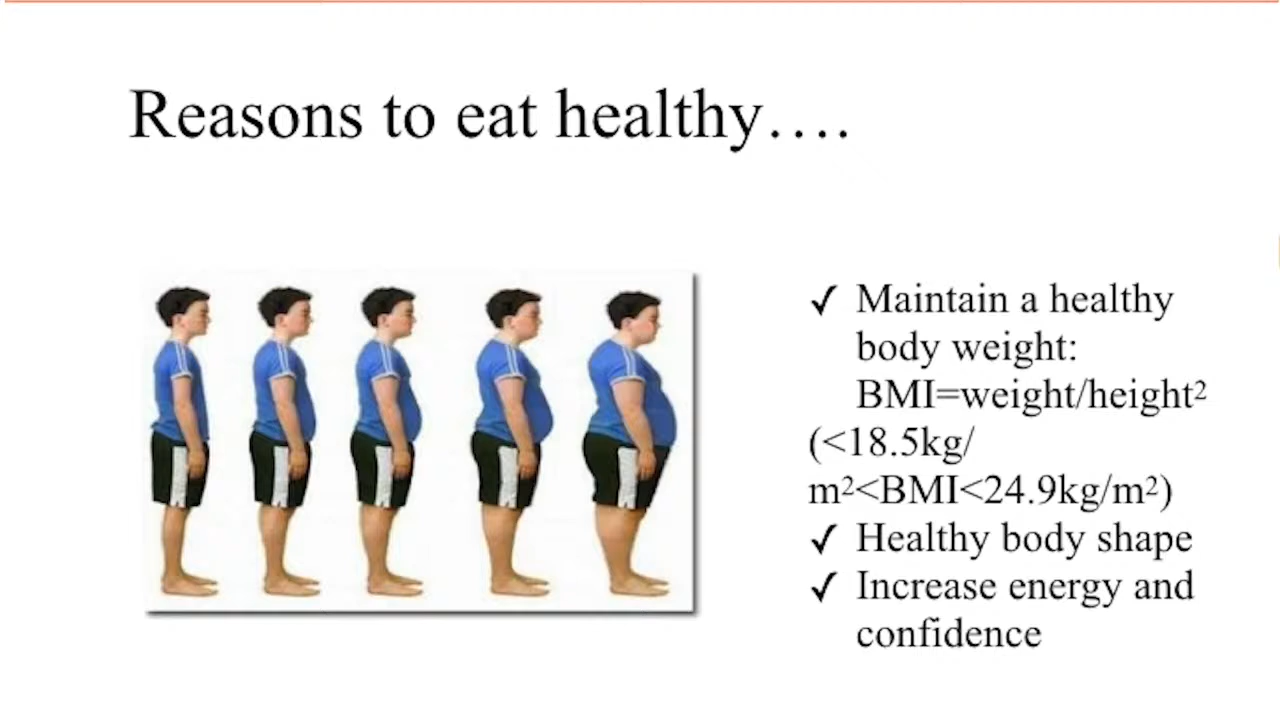 Reasons to eat healthy….
✓ Maintain a healthy
body weight:
BMI=weight/height²
(<18.5kg/
m²<BMI<24.9kg/m²)
✓ Healthy body shape
✓ Increase energy and
confidence